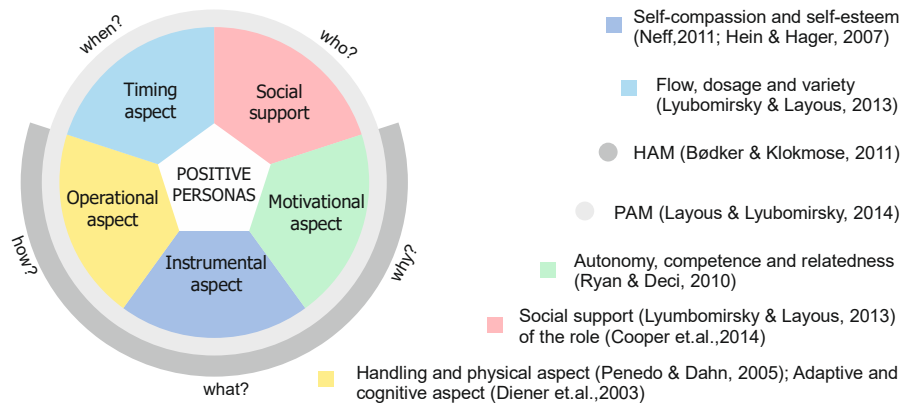 when?
who?
Timing
aspect
Social
support
POSITIVE
PERSONAS
Operational
aspect
Motivational
aspect
Instrumental
aspect
how?
why?
what?
Self-compassion and self-esteem
(Neff,2011; Hein & Hager, 2007)
Flow, dosage and variety
(Lyubomirsky & Layous, 2013)
HAM (Bødker & Klokmose, 2011)
PAM (Layous & Lyubomirsky, 2014)
Autonomy, competence and relatedness
(Ryan & Deci, 2010)
Social support (Lyumbomirsky & Layous, 2013)
of the role (Cooper et.al.,2014)
Handling and physical aspect (Penedo & Dahn, 2005); Adaptive and
cognitive aspect (Diener et.al.,2003)